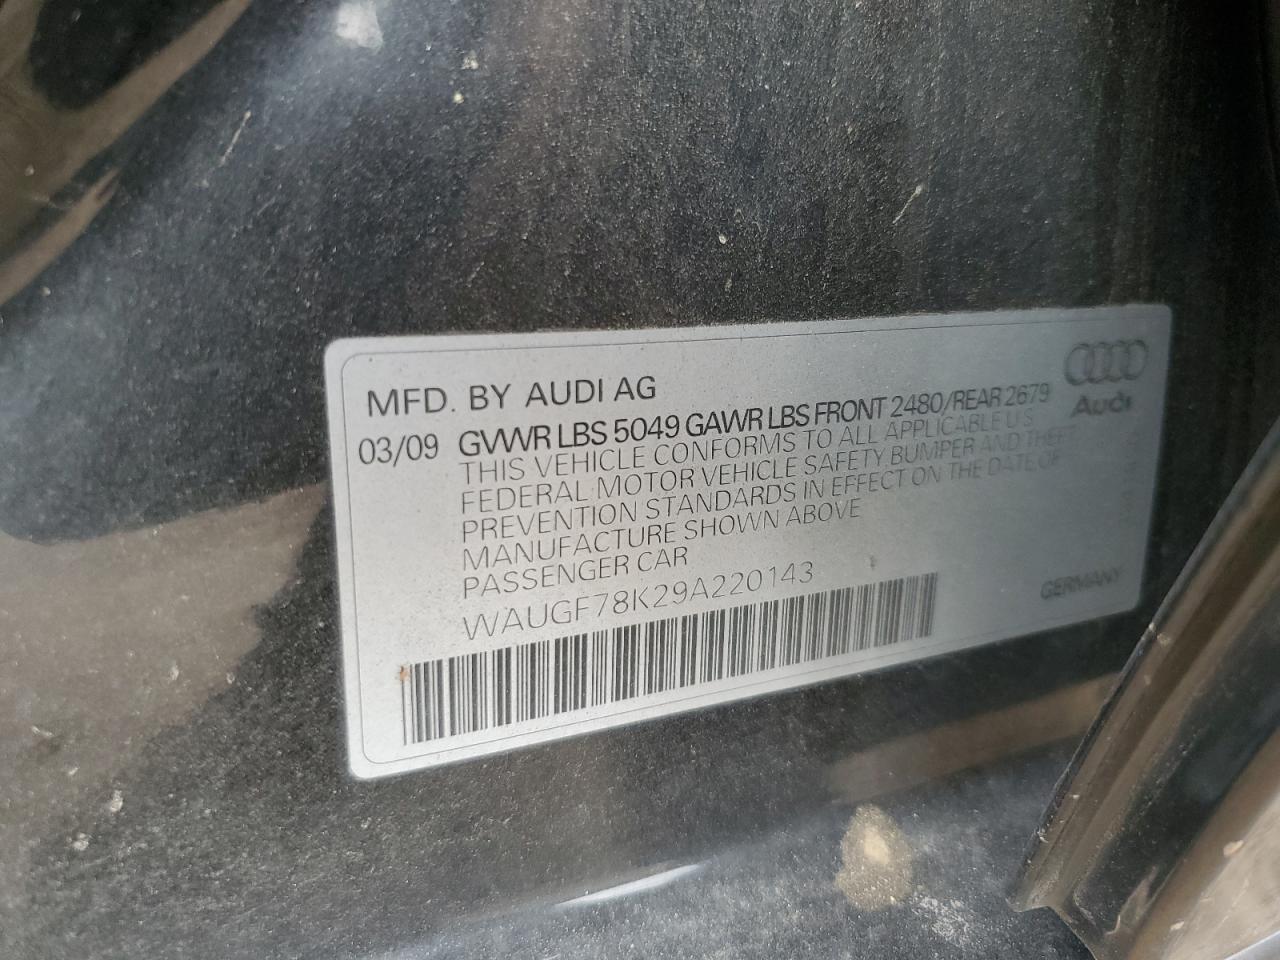 MFD. BY AUDI AG
Audi
03/09 GVWR LBS 5049 GAWR LBS FRONT 2480/REAR 2679
THIS VEHICLE CONFORMS TO ALL APPLICABLE U S
FEDERAL MOTOR VEHICLE SAFETY BUMPER AND THEFT
PREVENTION STANDARDS IN EFFECT ON THE DATE OF
MANUFACTURE SHOWN ABOVE
PASSENGER CAR
GERMANY
WAUGF78K29A220143